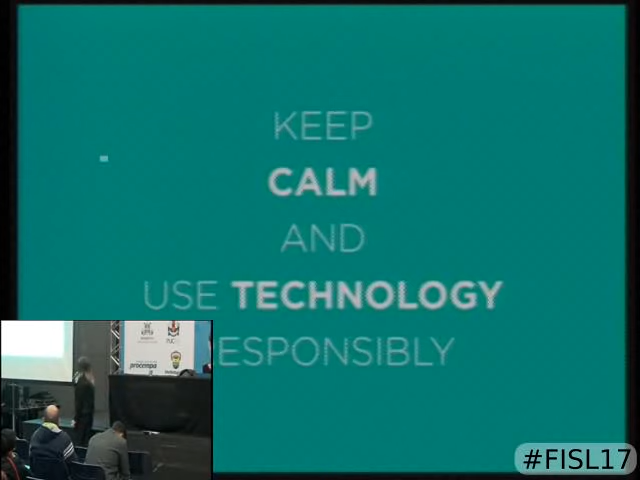 KEEP
CALM
AND
USE TECHNOLOGY
ESPONSIBLY
procempa
#FISL17